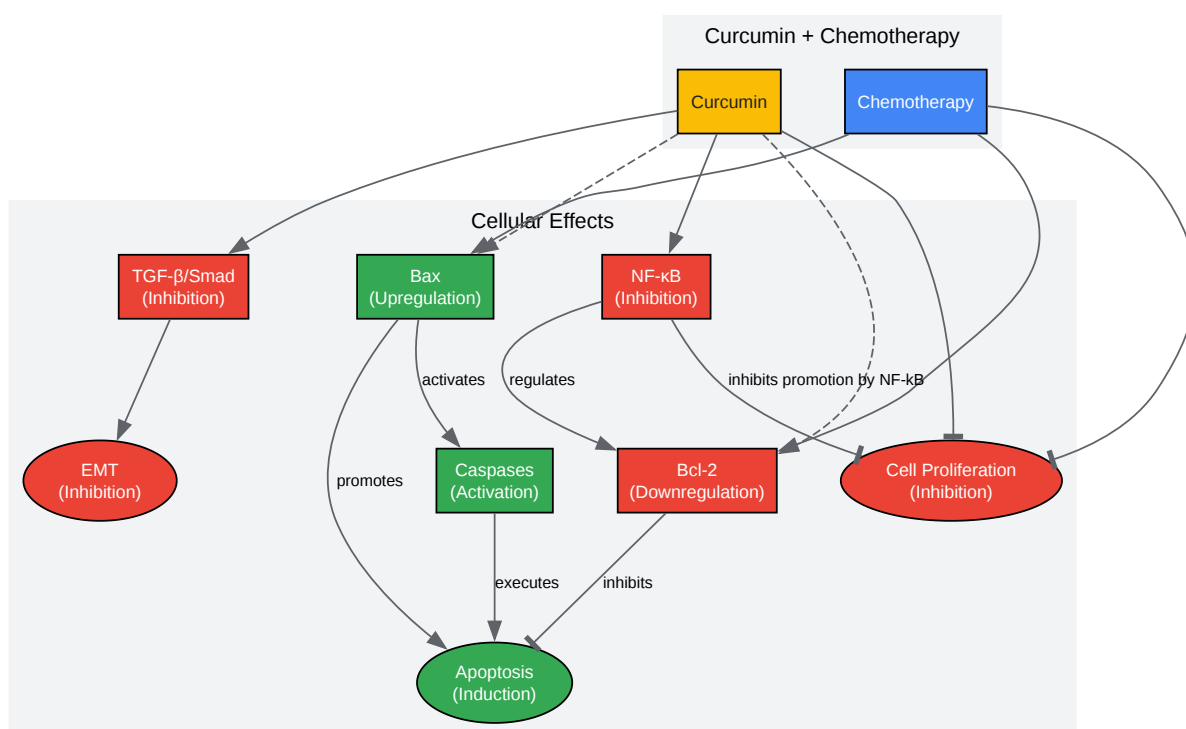 Curcumin + Chemotherapy
Curcumin
Chemotherapy
Cellular Effects
TGF-β/Smad
(Inhibition)
Bax
(Upregulation)
NF-κB
(Inhibition)
activates
regulates
inhibits promotion by NF-kB
EMT
(Inhibition)
promotes
Caspases
(Activation)
Bcl-2
(Downregulation)
Cell Proliferation
(Inhibition)
executes
inhibits
Apoptosis
(Induction)